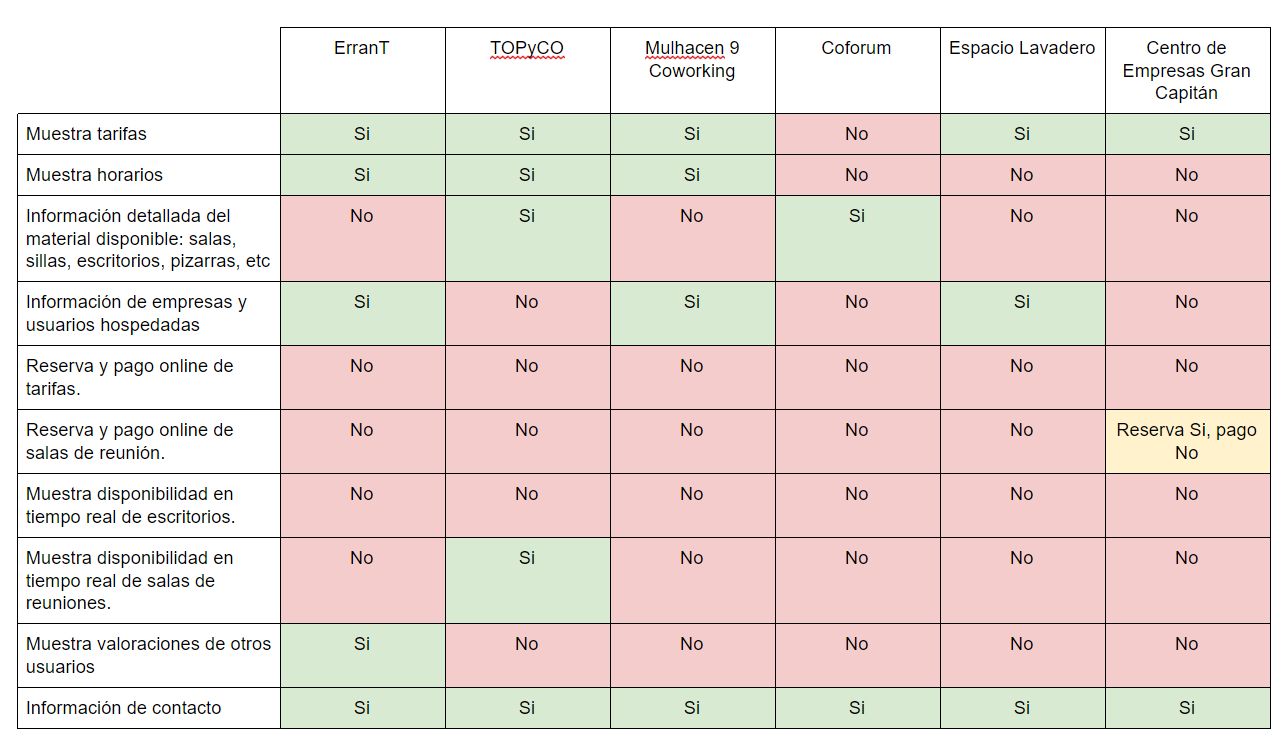 ErranT TOPyCO Mulhacen 9 Coworking Coforum Espacio Lavadero Centro de Empresas Gran Capitán
Muestra tarifas Si Si Si No Si Si
Muestra horarios Si Si Si No No No
Información detallada del material disponible: salas, sillas, escritorios, pizarras, etc No Si No Si No No
Información de empresas y usuarios hospedadas Si No Si No Si No
Reserva y pago online de tarifas. No No No No No No
Reserva y pago online de salas de reunión. No No No No No Reserva Si, pago No
Muestra disponibilidad en tiempo real de escritorios. No No No No No No
Muestra disponibilidad en tiempo real de salas de reuniones. No Si No No No No
Muestra valoraciones de otros usuarios Si No No No No No
Información de contacto Si Si Si Si Si Si